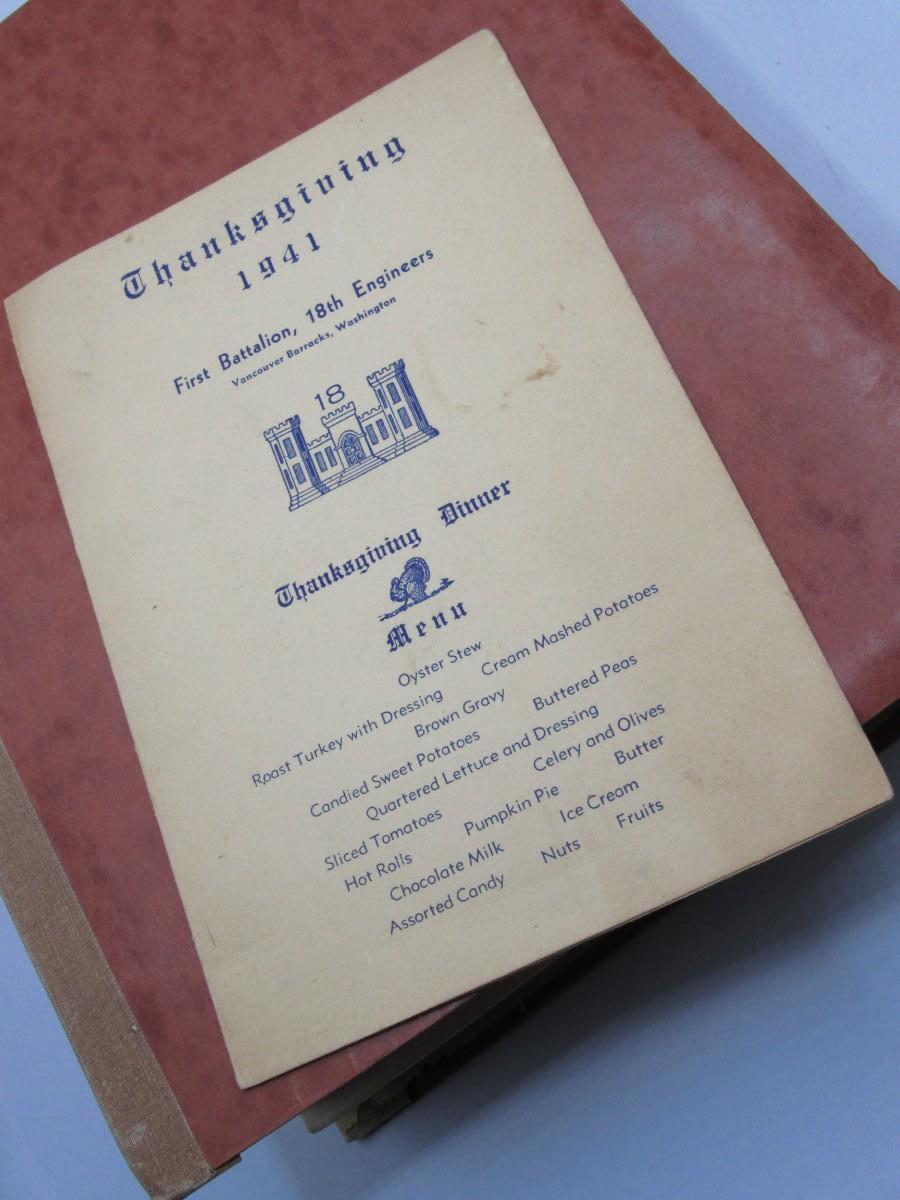 Thanksgiving
1941
First Battalion, 18th Engineers
Vancouver Barracks, Washington
18
Thanksgiving Dinner
Menu
Oyster Stew
Roast Turkey with Dressing Cream Mashed Potatoes
Brown Gravy
Candied Sweet Potatoes Buttered Peas
Quartered Lettuce and Dressing
Sliced Tomatoes Celery and Olives
Hot Rolls Pumpkin Pie Butter
Chocolate Milk Ice Cream
Assorted Candy Nuts Fruits